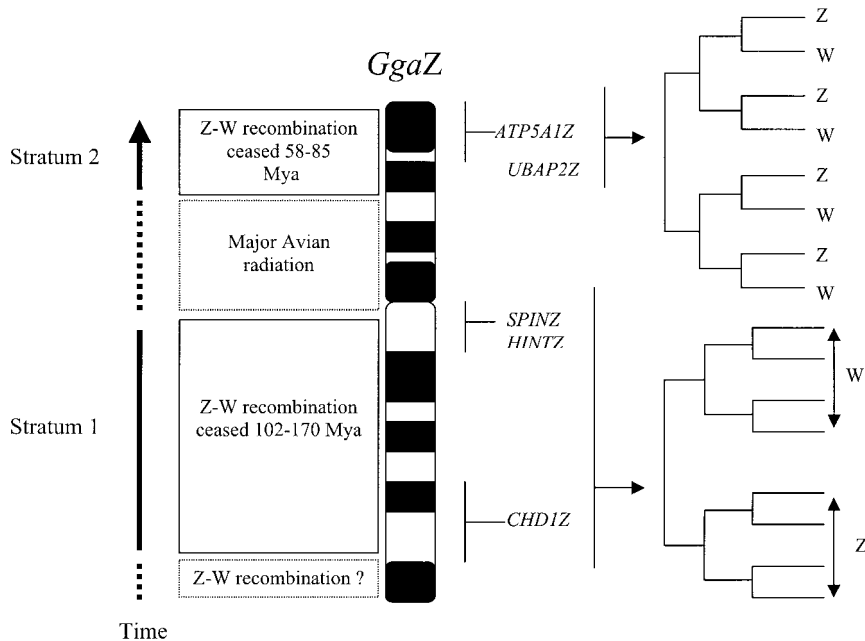 GgaZ
Stratum 2
Z-W recombination
ceased 58-85
Mya
Major Avian
radiation
Stratum 1
Z-W recombination
ceased 102-170 Mya
Z-W recombination ?
Time
ATP5A1Z
UBAP2Z
SPINZ
HINTZ
CHD1Z
Z
W
Z
W
Z
W
Z
W
W
Z